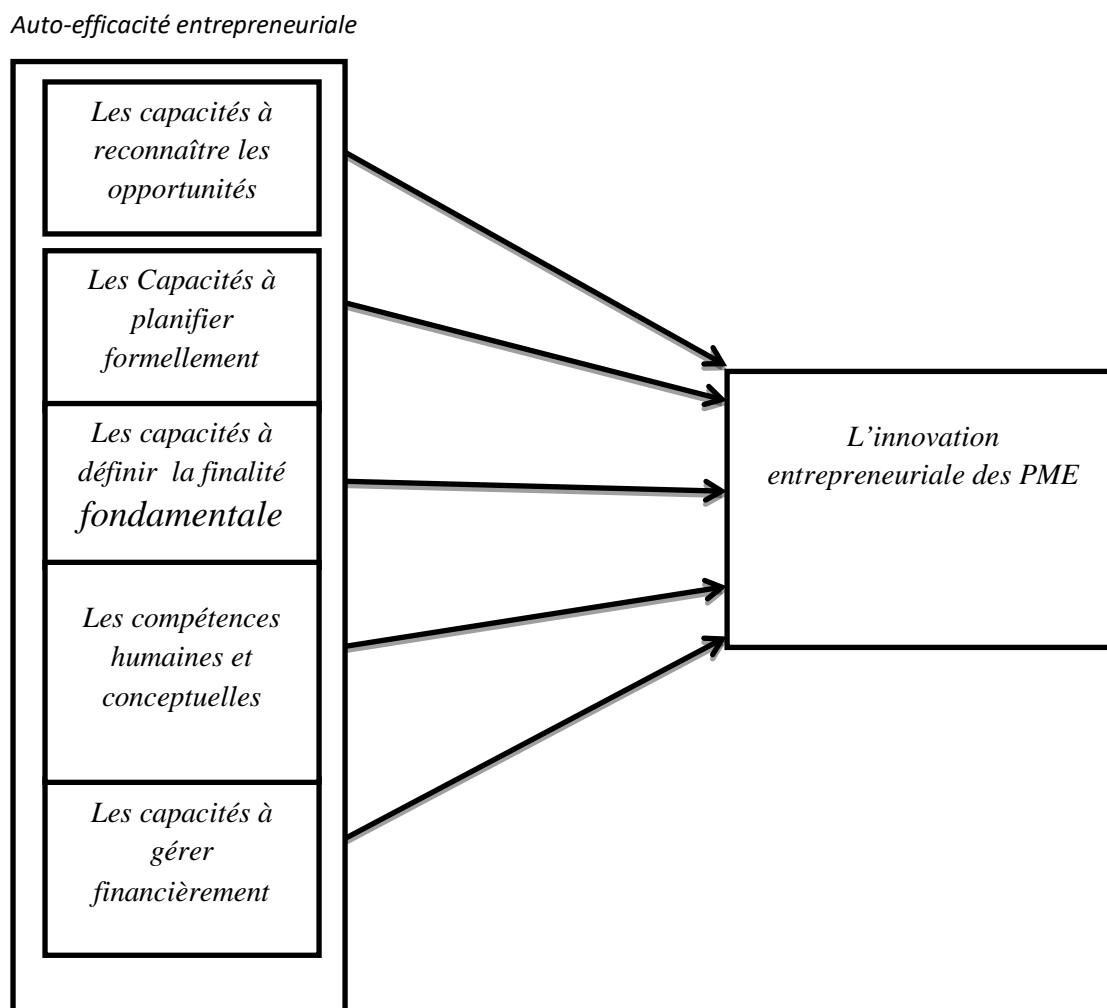 Auto-efficacité entrepreneuriale
Les capacités à
reconnaître les
opportunités
Les Capacités à
planifier
formellement
Les capacités à
définir la finalité
fondamentale
Les compétences
humaines et
conceptuelles
Les capacités à
gérer
financièrement
L’innovation
entrepreneuriale des PME